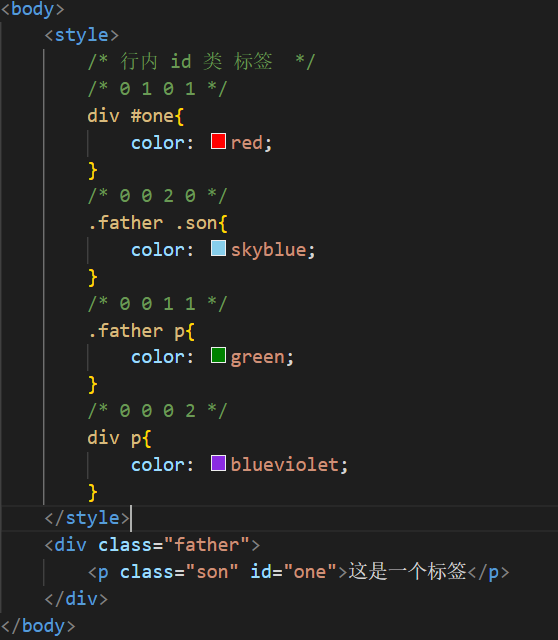 <body>
<style>
/* 行内 id 类 标签  */
/* 0 1 0 1 */
div #one{
color: red;
}
/* 0 0 2 0 */
.father .son{
color: skyblue;
}
/* 0 0 1 1 */
.father p{
color: green;
}
/* 0 0 0 2 */
div p{
color: blueviolet;
}
</style>
<div class="father">
<p class="son" id="one">这是一个标签</p>
</div>
</body>